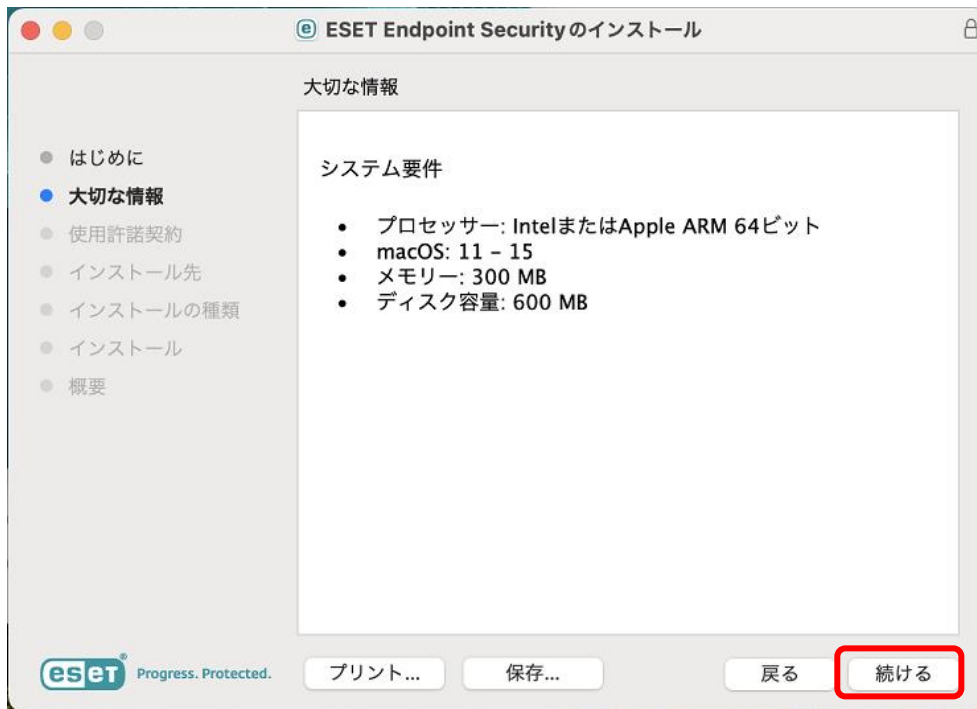 ESET Endpoint Securityのインストール
大切な情報
はじめに
大切な情報
使用許諾契約
インストール先
インストールの種類
インストール
概要
システム要件
• プロセッサー: IntelまたはApple ARM 64ビット
• macOS: 11 – 15
• メモリー: 300 MB
• ディスク容量: 600 MB
eset® Progress. Protected.
プリント... 保存... 戻る 続ける